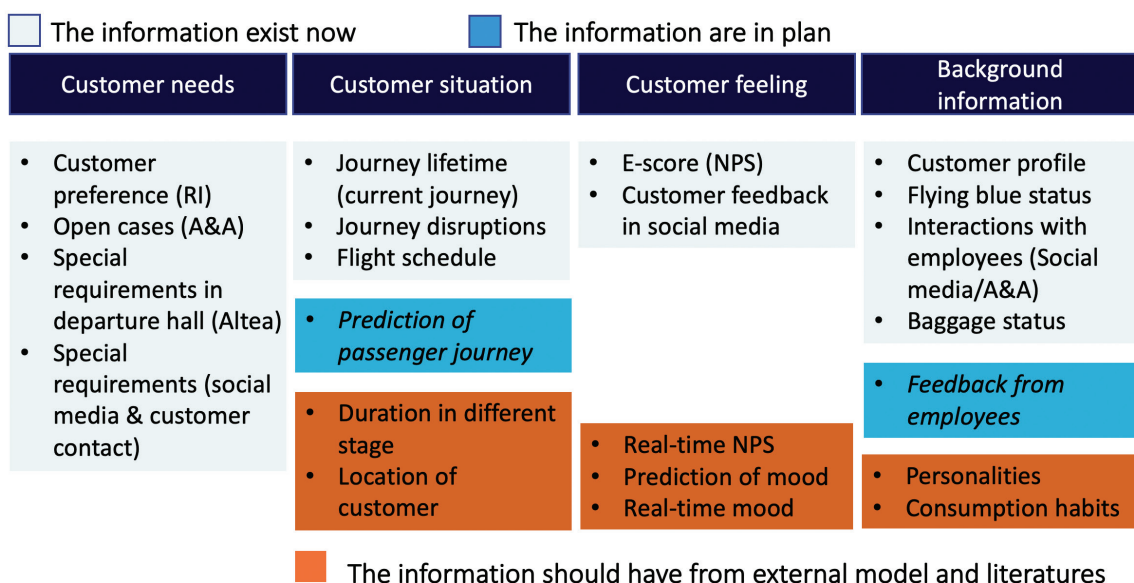 The information exist now
The information are in plan
Customer needs
Customer situation
Customer feeling
Background
information
• Customer
preference (RI)
• Open cases (A&A)
• Special
requirements in
departure hall (Altea)
• Special
requirements (social
media & customer
contact)
• Journey lifetime
(current journey)
• Journey disruptions
• Flight schedule
• Prediction of
passenger journey
• Duration in different
stage
• Location of
customer
• E-score (NPS)
• Customer feedback
in social media
• Real-time NPS
• Prediction of mood
• Real-time mood
• Customer profile
• Flying blue status
• Interactions with
employees (Social
media/A&A)
• Baggage status
• Feedback from
employees
• Personalities
• Consumption habits
The information should have from external model and literatures